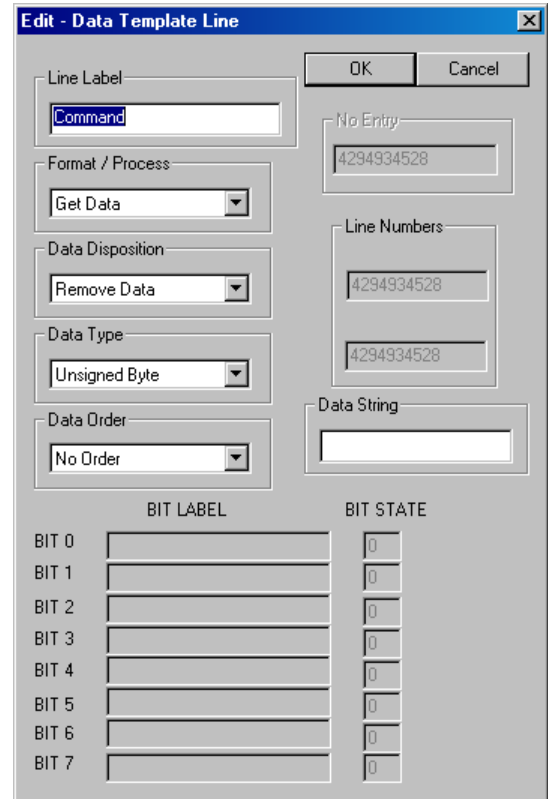 Edit - Data Template Line
OK
Cancel
Line Label
Command
No Entry
4294934528
Format / Process
Get Data
Line Numbers
4294934528
4294934528
Data Disposition
Remove Data
Data Type
Unsigned Byte
Data String
Data Order
No Order
BIT LABEL BIT STATE
BIT 0 0
BIT 1 0
BIT 2 0
BIT 3 0
BIT 4 0
BIT 5 0
BIT 6 0
BIT 7 0